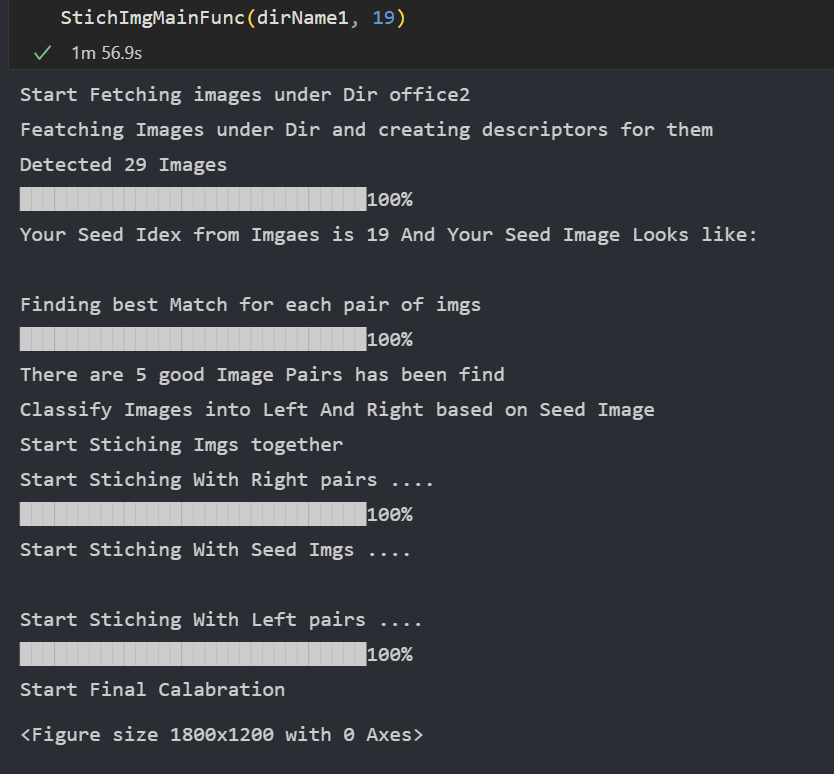 StichImgMainFunc(dirName1, 19)
✓ 1m 56.9s
Start Fetching images under Dir office2
Featching Images under Dir and creating descriptors for them
Detected 29 Images
100%
Your Seed Idex from Imgaes is 19 And Your Seed Image Looks like:
Finding best Match for each pair of imgs
100%
There are 5 good Image Pairs has been find
Classify Images into Left And Right based on Seed Image
Start Stiching Imgs together
Start Stiching With Right pairs ....
100%
Start Stiching With Seed Imgs ....
Start Stiching With Left pairs ....
100%
Start Final Calabration
<Figure size 1800x1200 with 0 Axes>